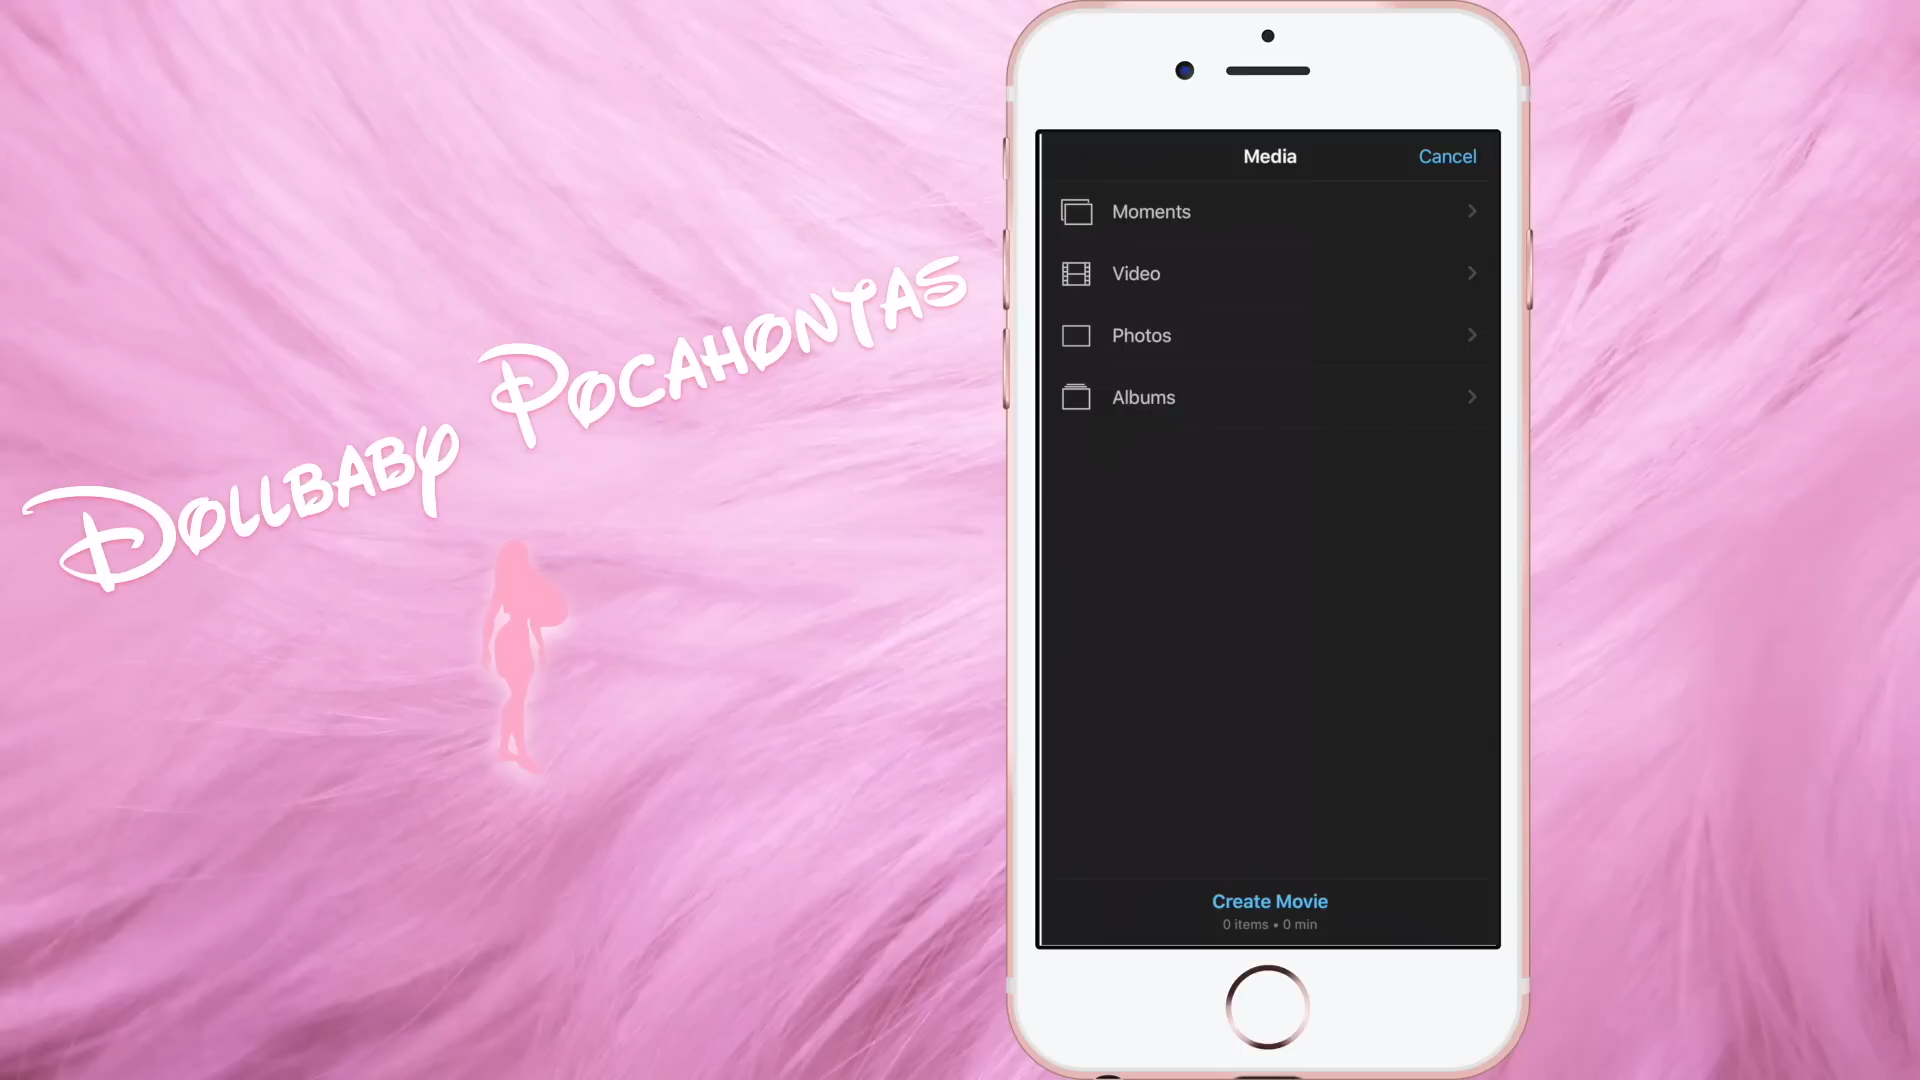 Dollbaby Pocahontas
Media
Cancel
Moments
Video
Photos
Albums
Create Movie
0 items • 0 min